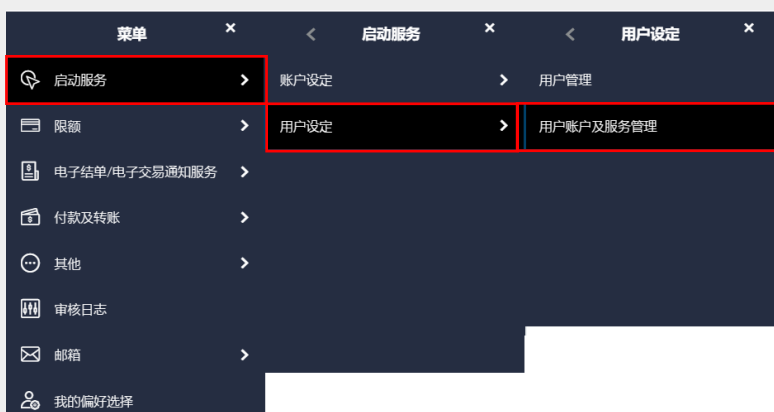 菜单
启动服务
限额
电子结单/电子交易通知服务
付款及转账
其他
审核日志
邮箱
我的偏好选择
启动服务
账户设定
用户设定
用户设定
用户管理
用户账户及服务管理